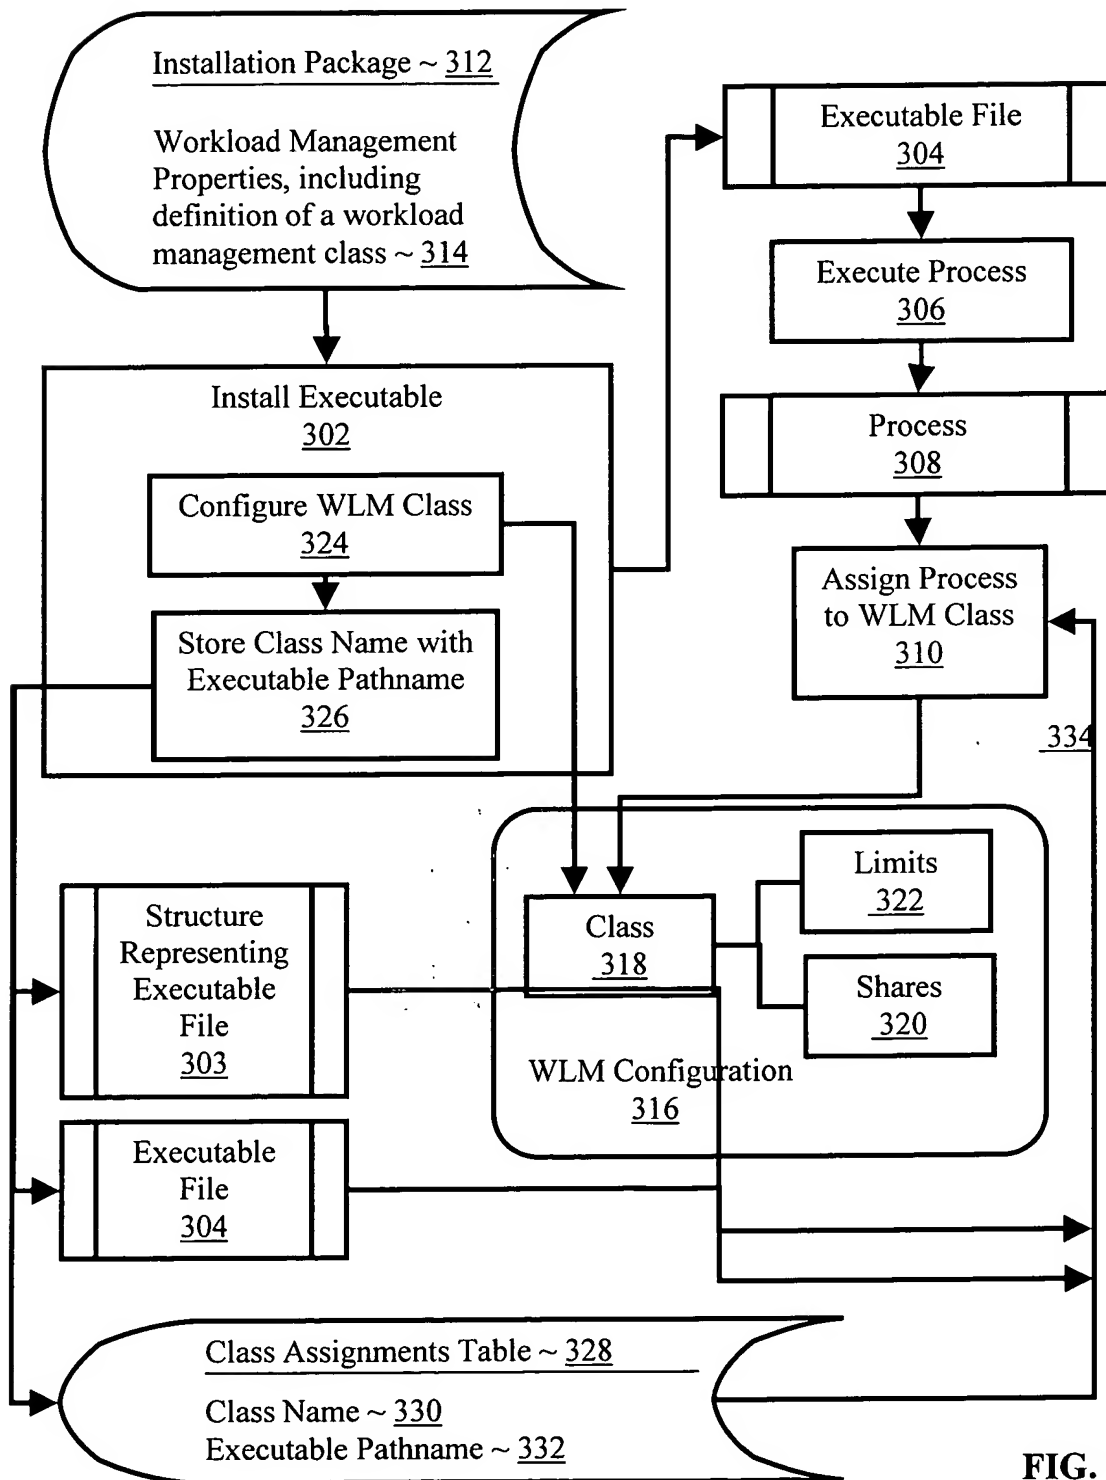 Installation Package ~ 312
Workload Management
Properties, including
definition of a workload
management class ~ 314
Executable File
304
Execute Process
306
Process
308
Assign Process
to WLM Class
310
334
Install Executable
302
Configure WLM Class
324
Store Class Name with
Executable Pathname
326
Structure
Representing
Executable
File
303
Class
318
Limits
322
Shares
320
WLM Configuration
316
Executable
File
304
Class Assignments Table ~ 328
Class Name ~ 330
Executable Pathname ~ 332
FIG.